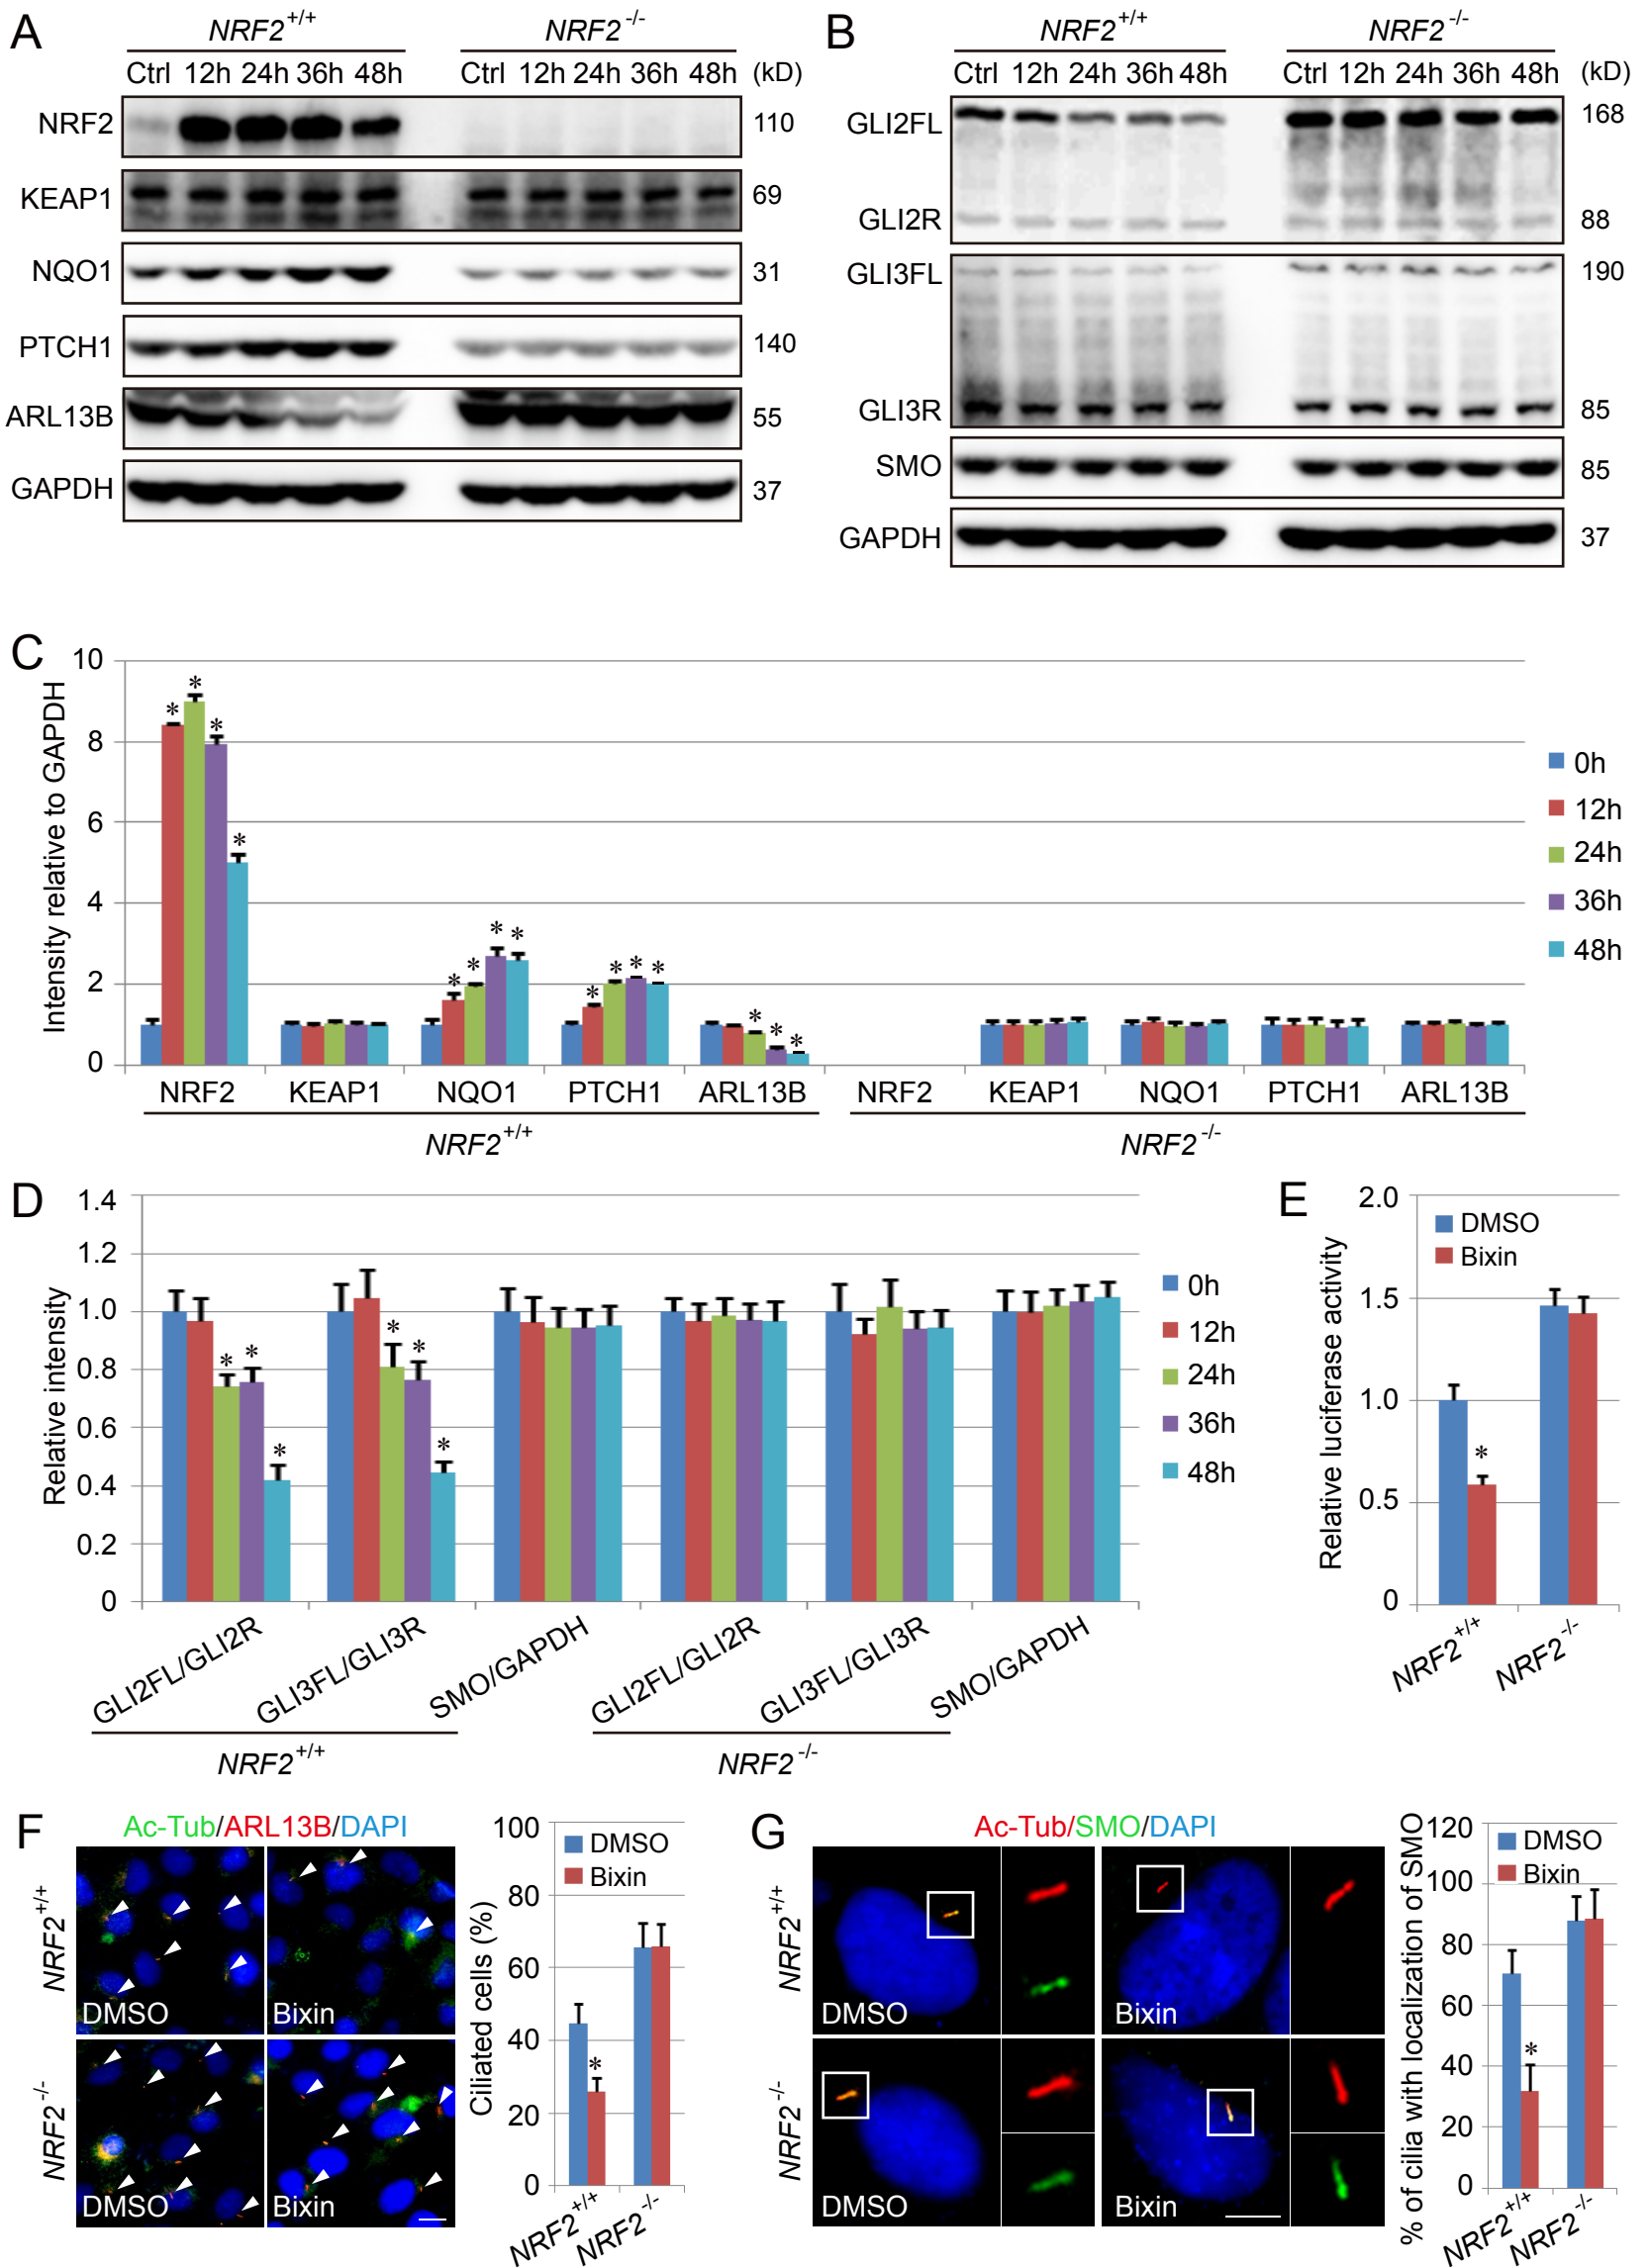 A
NRF2+/+ NRF2-/-
Ctrl 12h 24h 36h 48h Ctrl 12h 24h 36h 48h (kD)
NRF2 110
KEAP1 69
NQO1 31
PTCH1 140
ARL13B 55
GAPDH 37
B
NRF2+/+ NRF2-/-
Ctrl 12h 24h 36h 48h Ctrl 12h 24h 36h 48h (kD)
GLI2FL 168
GLI2R 88
GLI3FL 190
GLI3R 85
SMO 85
GAPDH 37
C
Intensity relative to GAPDH
10
8
6
4
2
0
* * * * * * * * * * * * * * *
0h
12h
24h
36h
48h
NRF2 KEAP1 NQO1 PTCH1 ARL13B NRF2 KEAP1 NQO1 PTCH1 ARL13B
NRF2+/+ NRF2-/-
D
Relative intensity
1.4
1.2
1.0
0.8
0.6
0.4
0.2
0
* * * * * *
0h
12h
24h
36h
48h
GLI2FL/GLI2R GLI3FL/GLI3R SMO/GAPDH GLI2FL/GLI2R GLI3FL/GLI3R SMO/GAPDH
NRF2+/+ NRF2-/-
E
Relative luciferase activity
2.0
1.5
1.0
0.5
0
DMSO
Bixin
*
NRF2+/+ NRF2-/-
F
Ac-Tub/ARL13B/DAPI
NRF2+/+
DMSO Bixin
NRF2-/-
DMSO Bixin
Ciliated cells (%)
100
80
60
40
20
0
DMSO
Bixin
*
NRF2+/+ NRF2-/-
G
Ac-Tub/SMO/DAPI
NRF2+/+
DMSO Bixin
NRF2-/-
DMSO Bixin
% of cilia with localization of SMO
120
100
80
60
40
20
0
DMSO
Bixin
*
NRF2+/+ NRF2-/-